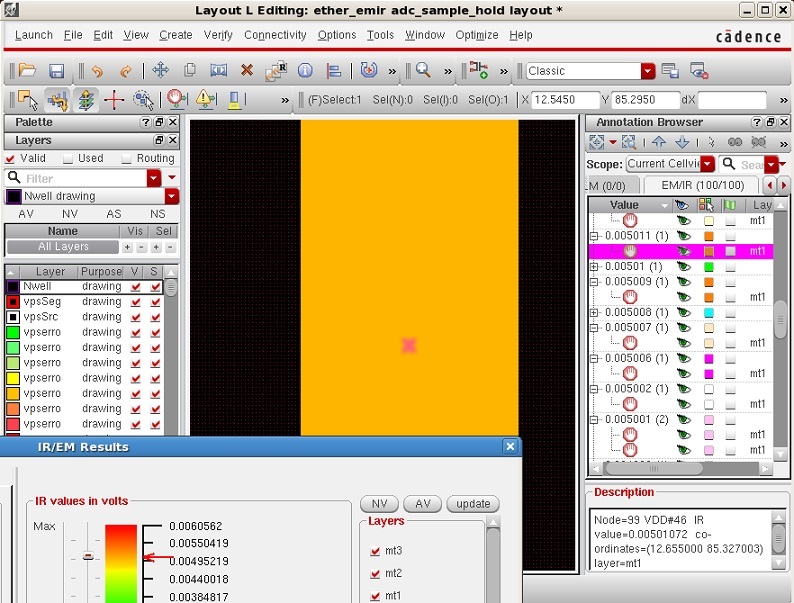 Layout L Editing: ether_emir adc_sample_hold layout *
Launch File Edit View Create Verify Connectivity Options Tools Window Optimize Help
cādence
Classic
(F)Select:1 Sel(N):0 Sel(I):0 Sel(O):1 X 12.5450 Y 85.2950 dX
Palette
Layers
Valid Used Routing
Filter
Nwell drawing
AV NV AS NS
Name Vis Sel
All Layers
Layer Purpose V S
Nwell drawing
vpsSeg drawing
vpsSrc drawing
vpserro drawing
vpserro drawing
vpserro drawing
vpserro drawing
vpserro drawing
vpserro drawing
vpserro drawing
Annotation Browser
Scope: Current Cellvie
M (0/0) EM/IR (100/100)
Value Lay
mt1
0.005011 (1)
mt1
0.00501 (1)
0.005009 (1)
mt1
0.005008 (1)
0.005007 (1)
mt1
0.005006 (1)
mt1
0.005002 (1)
mt1
0.005001 (2)
mt1
mt1
Description
Node=99 VDD#46 IR
value=0.00501072 co-
ordinates=(12.655000 85.327003)
layer=mt1
IR/EM Results
IR values in volts
Max
0.0060562
0.00550419
0.00495219
0.00440018
0.00384817
NV AV update
Layers
mt3
mt2
mt1